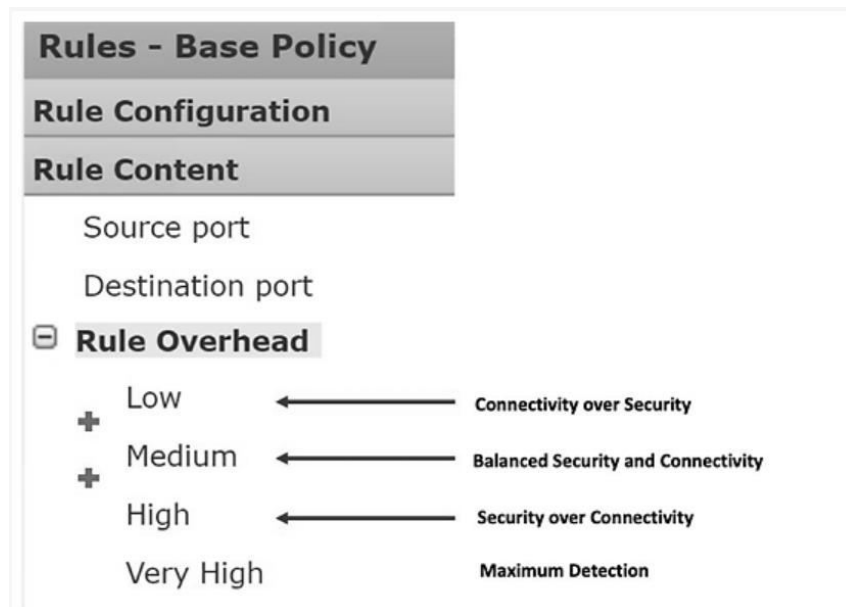 Rules - Base Policy
Rule Configuration
Rule Content
Source port
Destination port
Rule Overhead
Low Connectivity over Security
Medium Balanced Security and Connectivity
High Security over Connectivity
Very High Maximum Detection